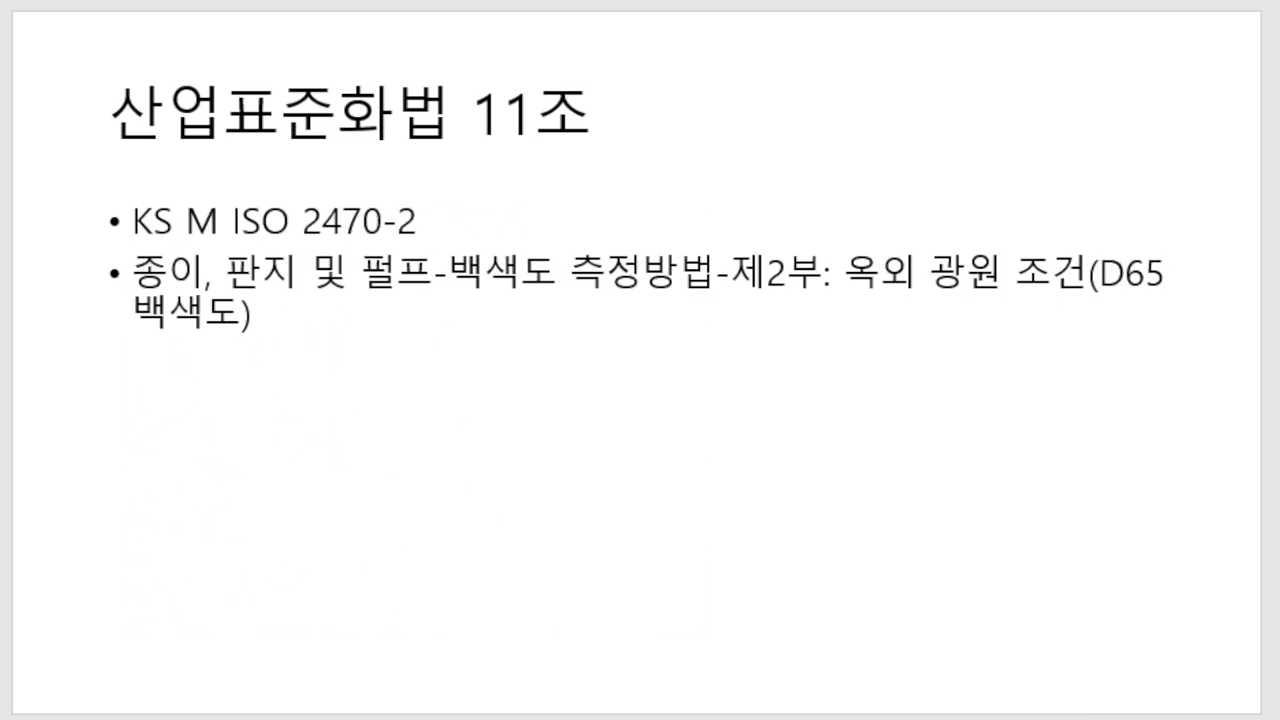 산업표준화법 11조
• KS M ISO 2470-2
• 종이, 판지 및 펄프-백색도 측정방법-제2부: 옥외 광원 조건(D65
백색도)